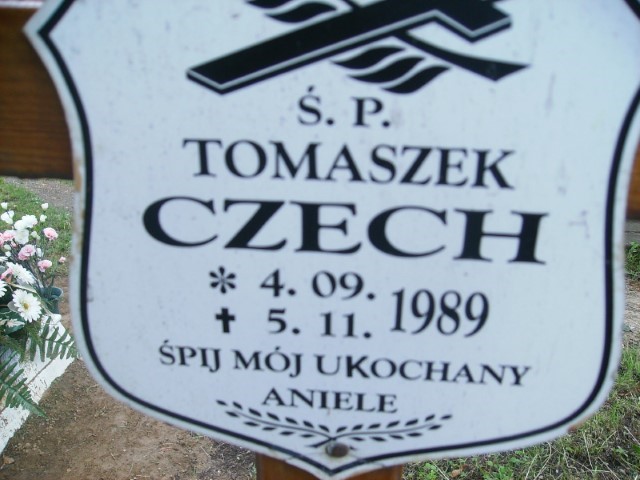 Ś. P.
TOMASZEK
CZECH
* 4. 09.
† 5. 11. 1989
ŚPIJ MÓJ UKOCHANY
ANIELE